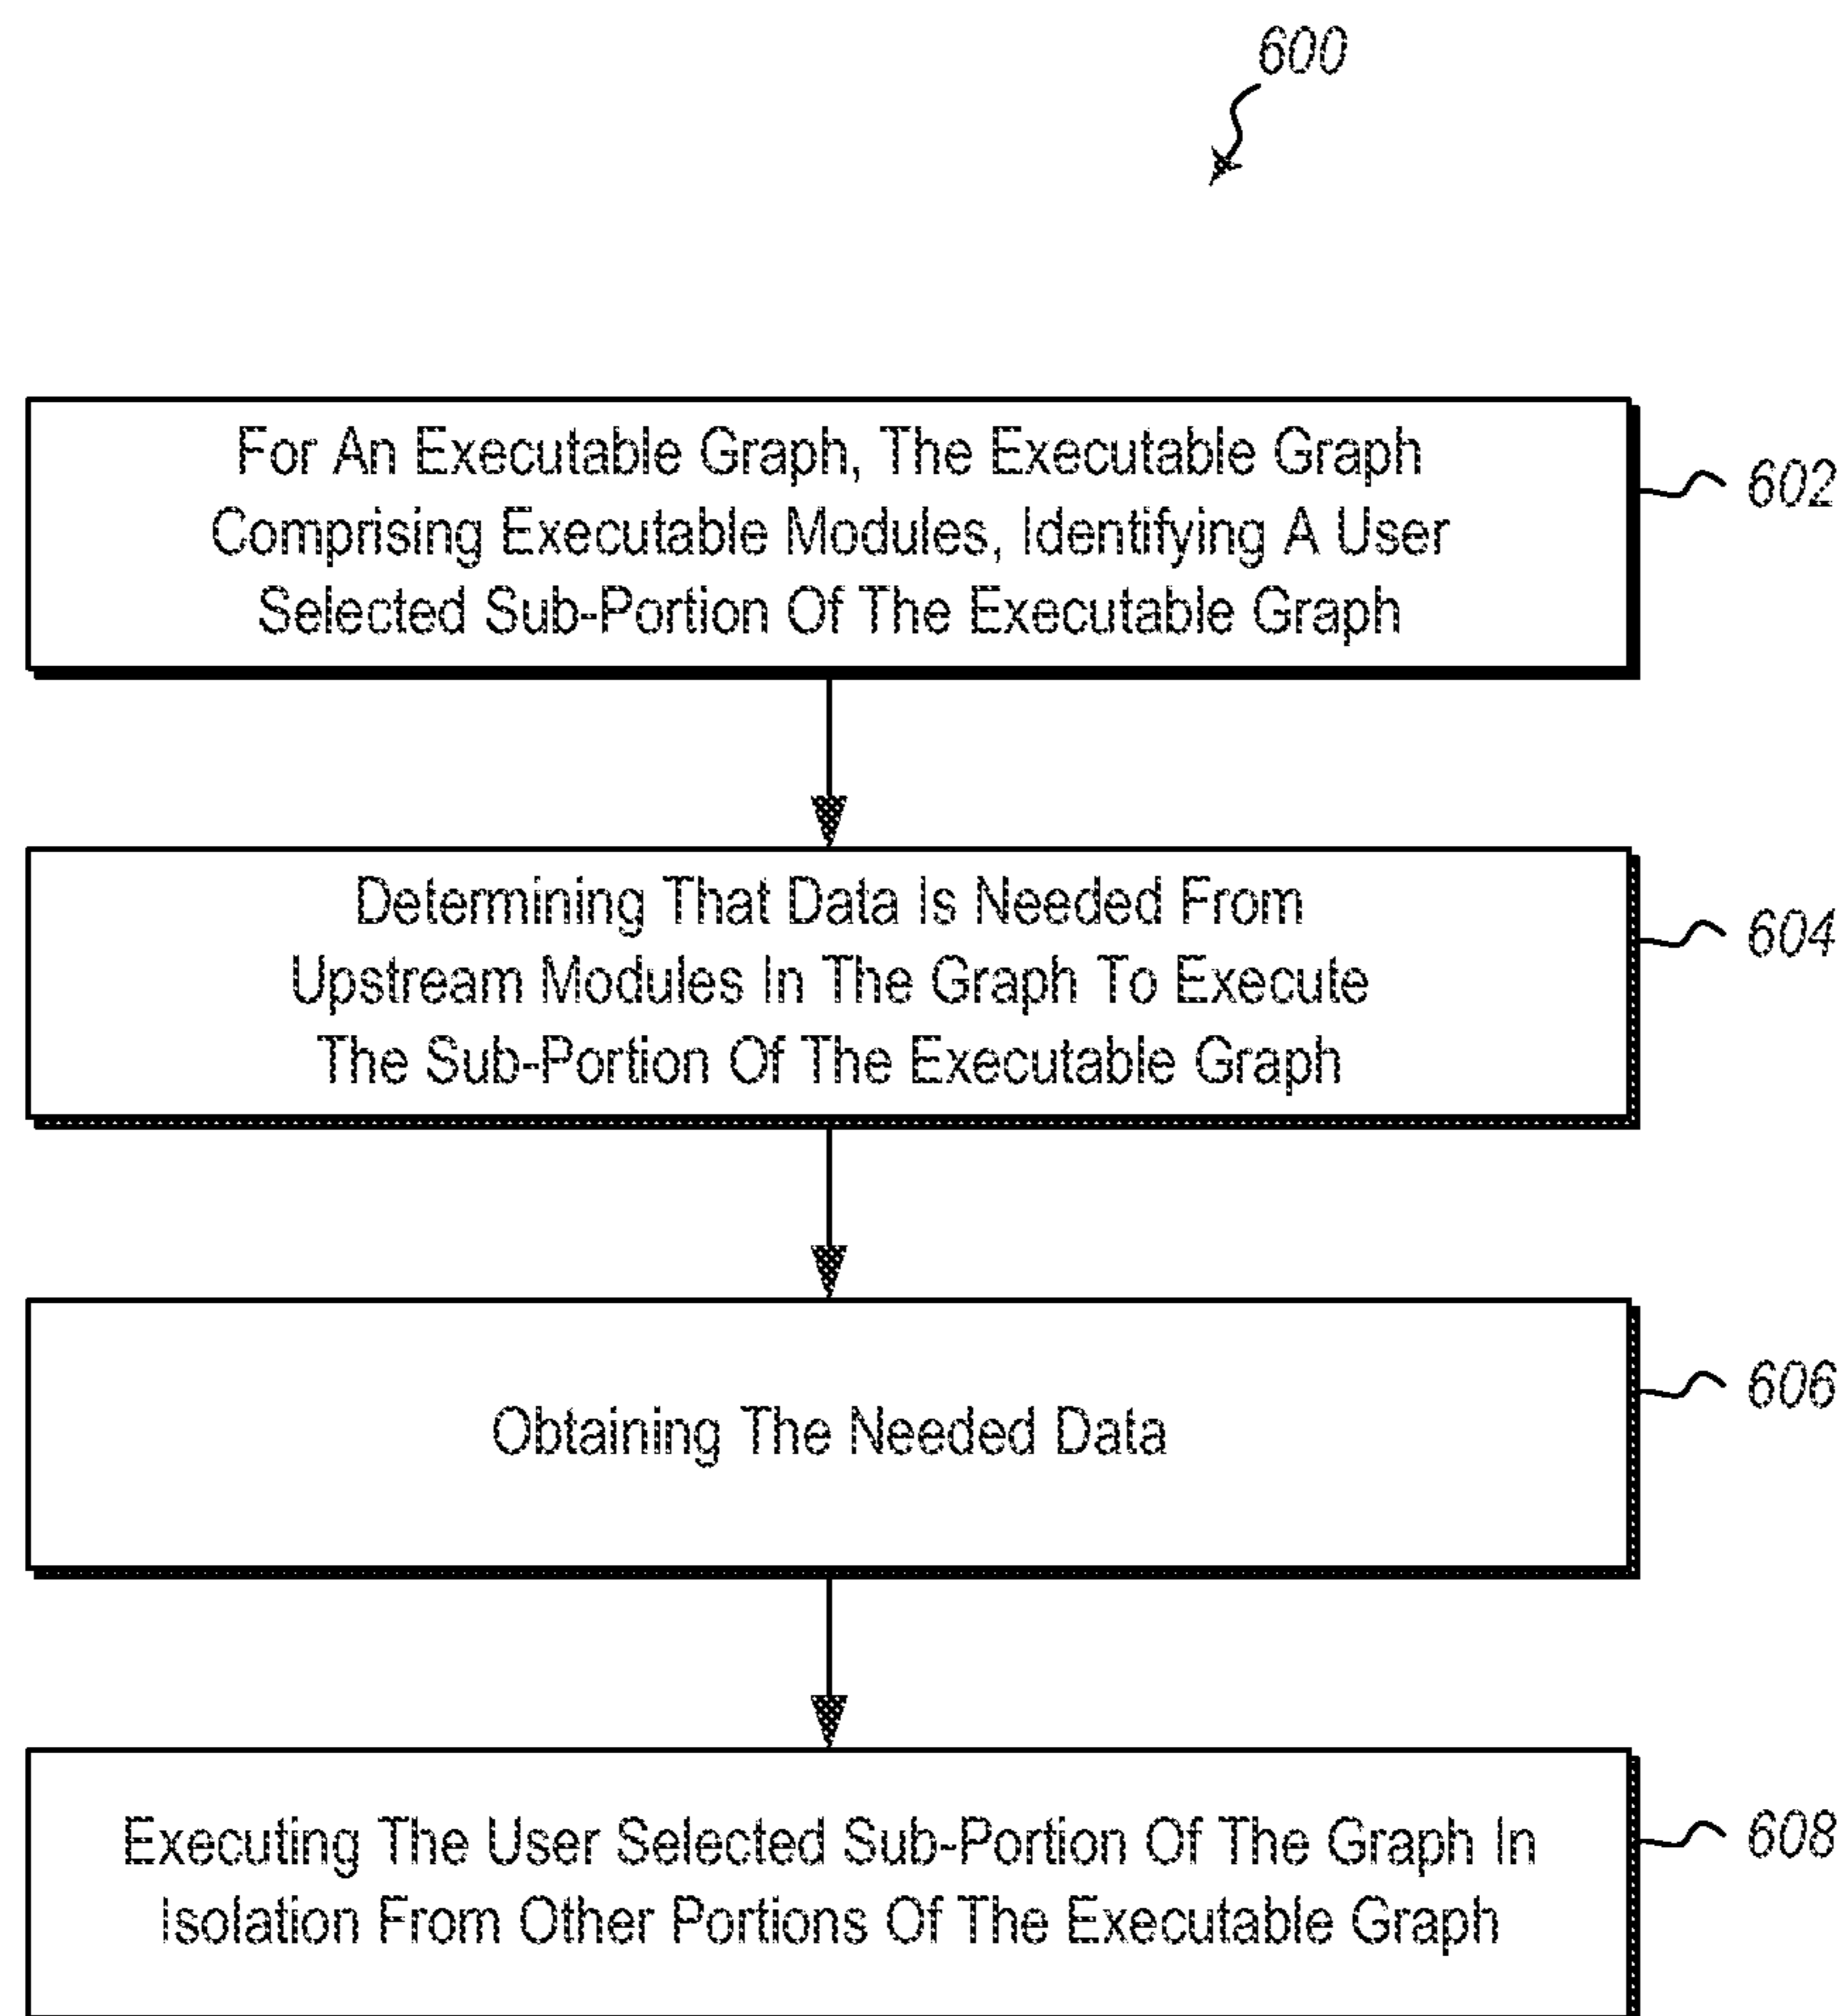 600
For An Executable Graph, The Executable Graph
Comprising Executable Modules, Identifying A User
Selected Sub-Portion Of The Executable Graph
602
Determining That Data Is Needed From
Upstream Modules In The Graph To Execute
The Sub-Portion Of The Executable Graph
604
Obtaining The Needed Data
606
Executing The User Selected Sub-Portion Of The Graph In
Isolation From Other Portions Of The Executable Graph
608